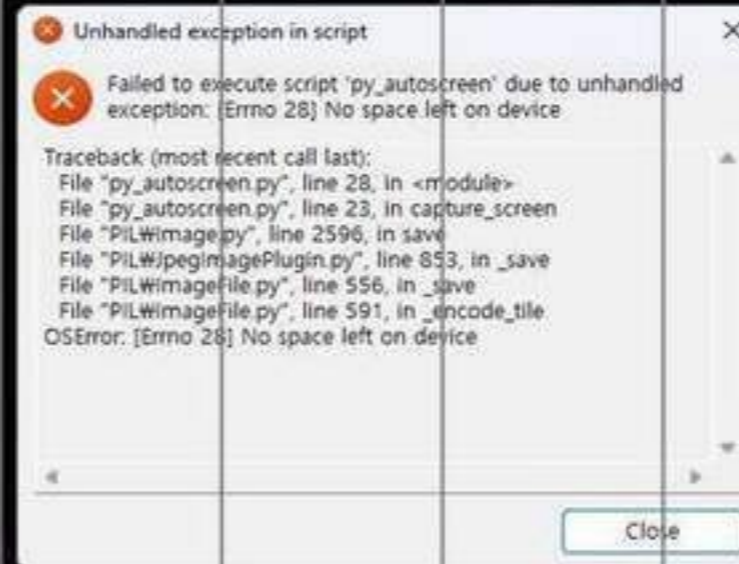 Unhandled exception in script
Failed to execute script 'py_autoscreen' due to unhandled
exception: [Errno 28] No space left on device
Traceback (most recent call last):
File "py_autoscreen.py", line 28, in <module>
File "py_autoscreen.py", line 23, in capture_screen
File "PIL₩Image.py", line 2596, in save
File "PIL₩JpegImagePlugin.py", line 853, in _save
File "PIL₩ImageFile.py", line 556, in _save
File "PIL₩ImageFile.py", line 591, in _encode_tile
OSError: [Errno 28] No space left on device
Close